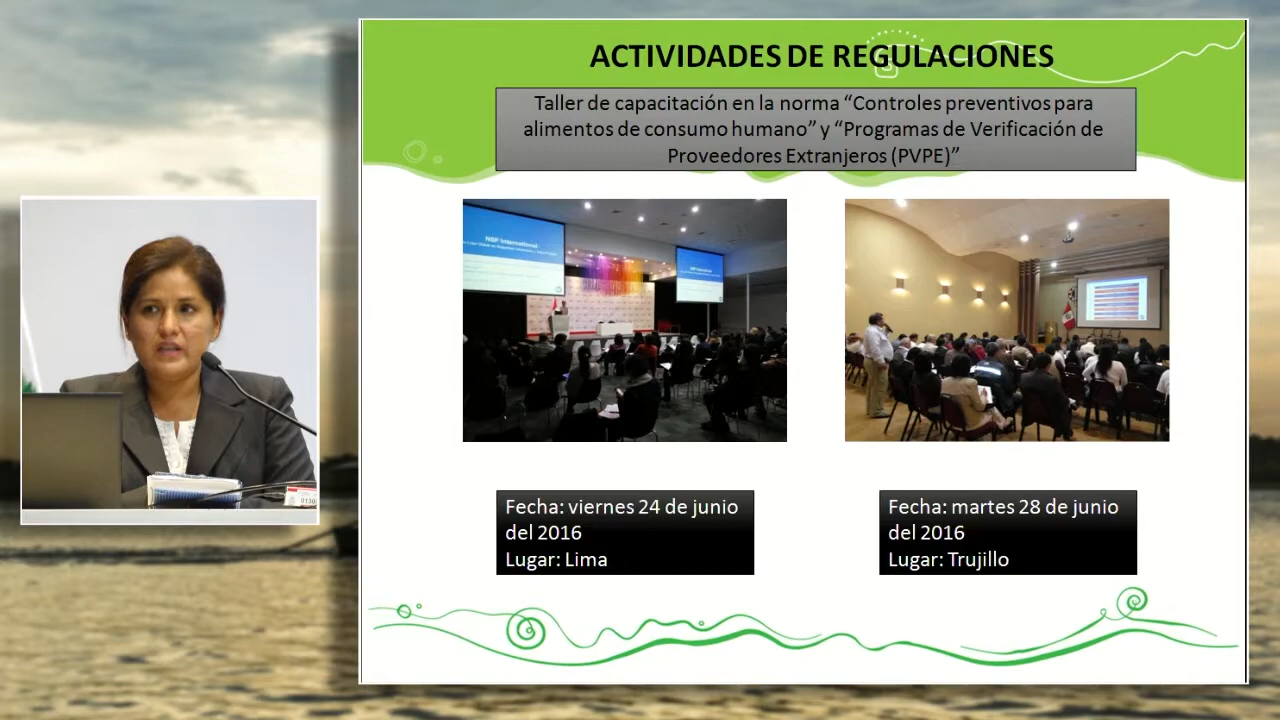 ACTIVIDADES DE REGULACIONES
Taller de capacitación en la norma “Controles preventivos para
alimentos de consumo humano” y “Programas de Verificación de
Proveedores Extranjeros (PVPE)”
NSF International
Fecha: viernes 24 de junio
del 2016
Lugar: Lima
Fecha: martes 28 de junio
del 2016
Lugar: Trujillo